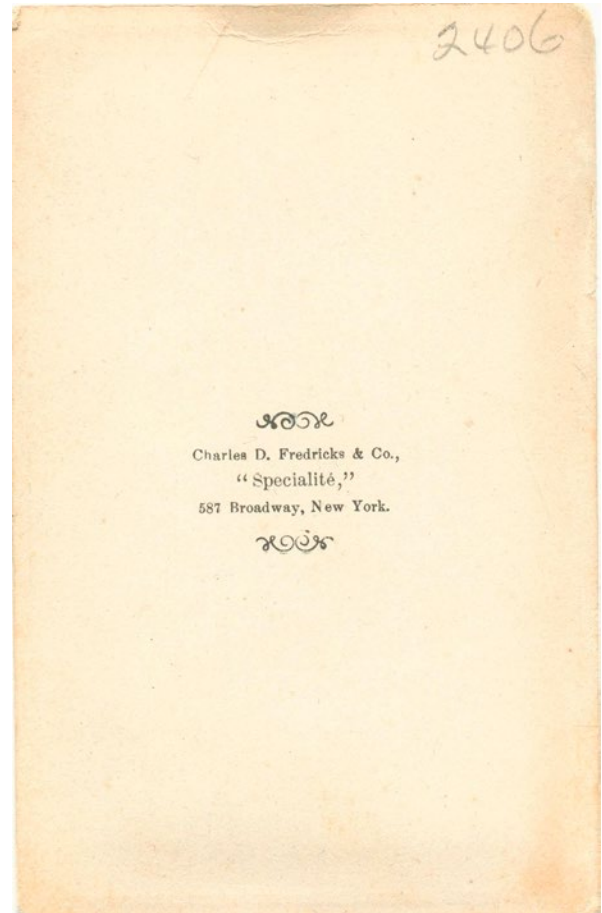 2406
Charles D. Fredricks & Co.,
“Specialité,”
587 Broadway, New York.